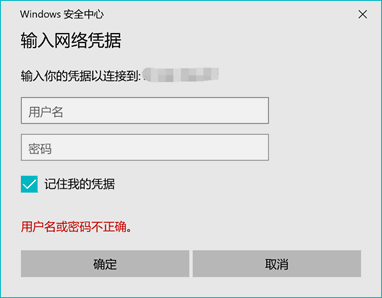 Windows 安全中心
输入网络凭据
输入你的凭据以连接到:
用户名
密码
记住我的凭据
用户名或密码不正确。
确定
取消